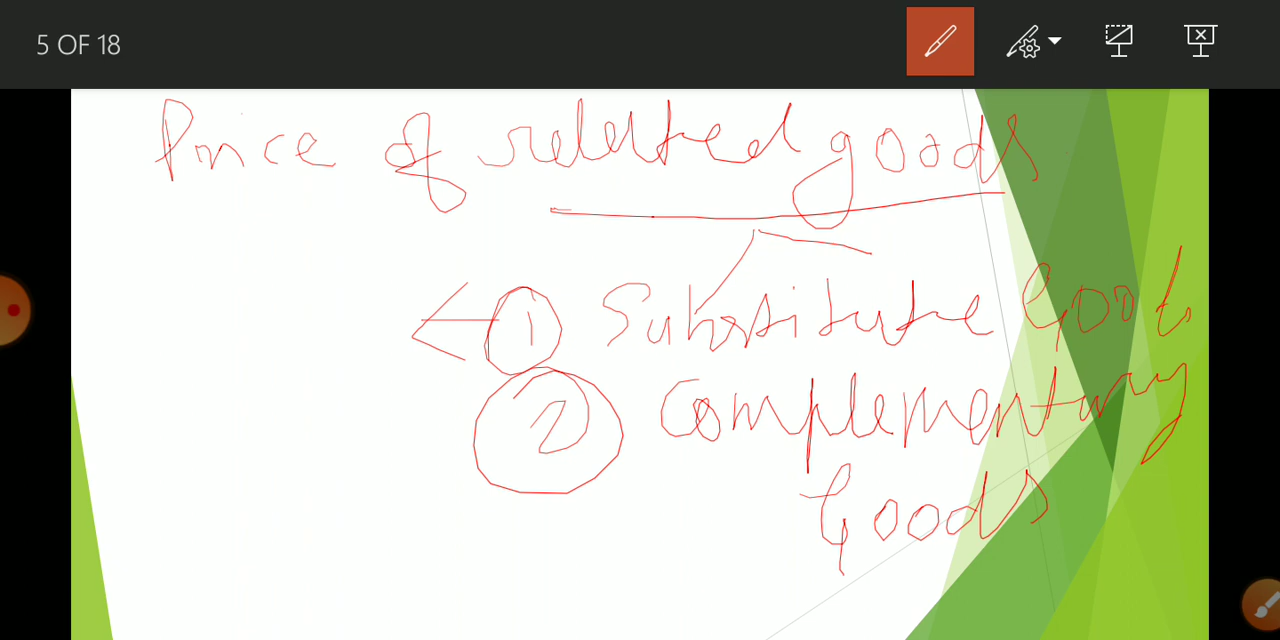 5 OF 18
Price of related goods
1 Substitute Goods
2 Complementary
Goods